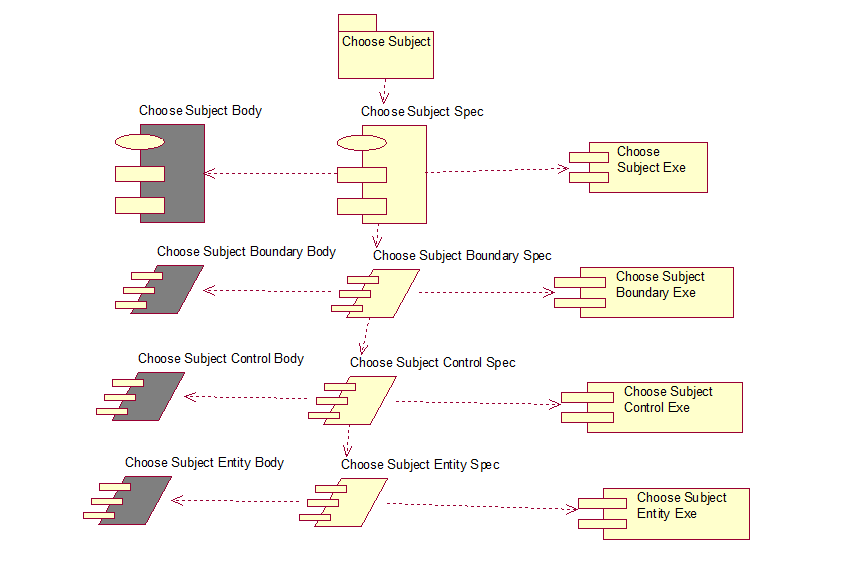 Choose Subject
Choose Subject Body
Choose Subject Spec
Choose
Subject Exe
Choose Subject Boundary Body
Choose Subject Boundary Spec
Choose Subject
Boundary Exe
Choose Subject Control Body
Choose Subject Control Spec
Choose Subject
Control Exe
Choose Subject Entity Body
Choose Subject Entity Spec
Choose Subject
Entity Exe